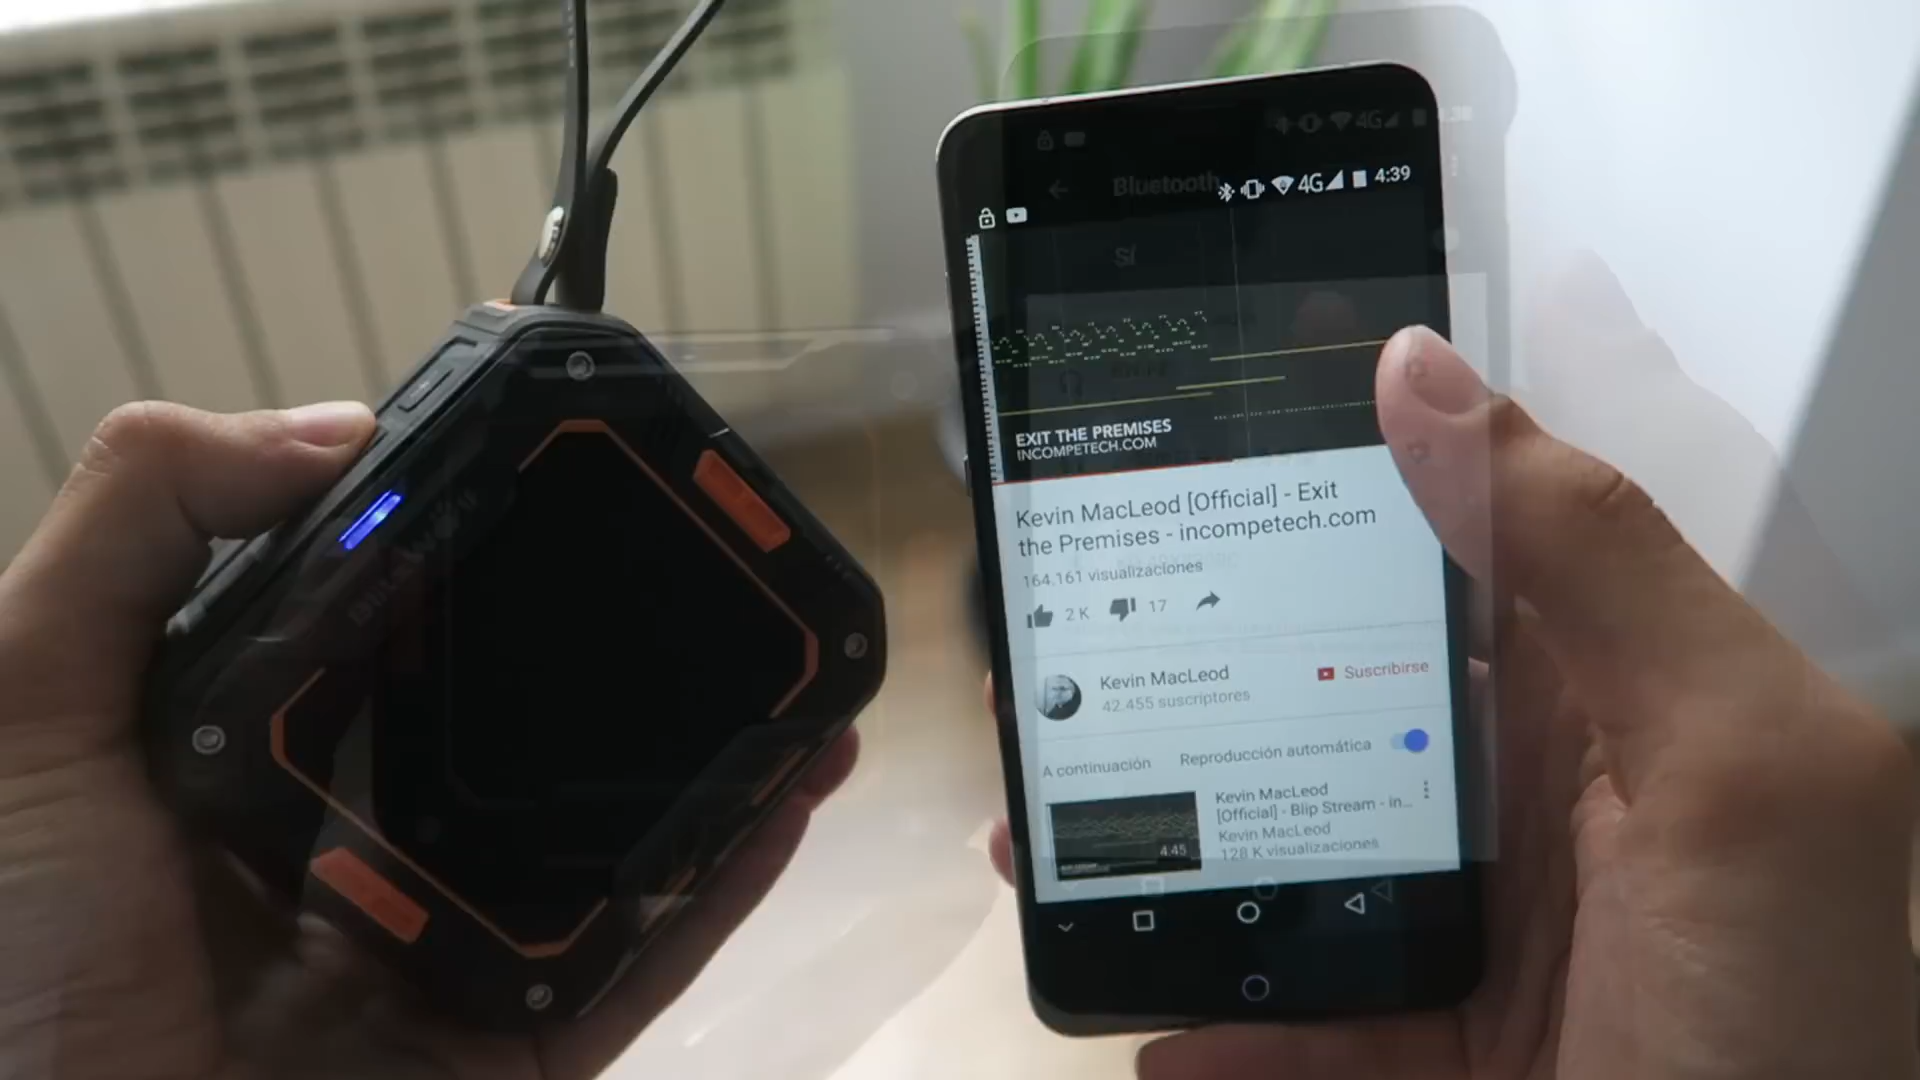 Bluetooth
4G 4:39
Sí
EXIT THE PREMISES
INCOMPETECH.COM
Kevin MacLeod [Official] - Exit
the Premises - incompetech.com
164.161 visualizaciones
2 K 17
Kevin MacLeod
42.455 suscriptores
Suscribirse
A continuación Reproducción automática
Kevin MacLeod
[Official] - Blip Stream - in...
Kevin MacLeod
128 K visualizaciones
4:45